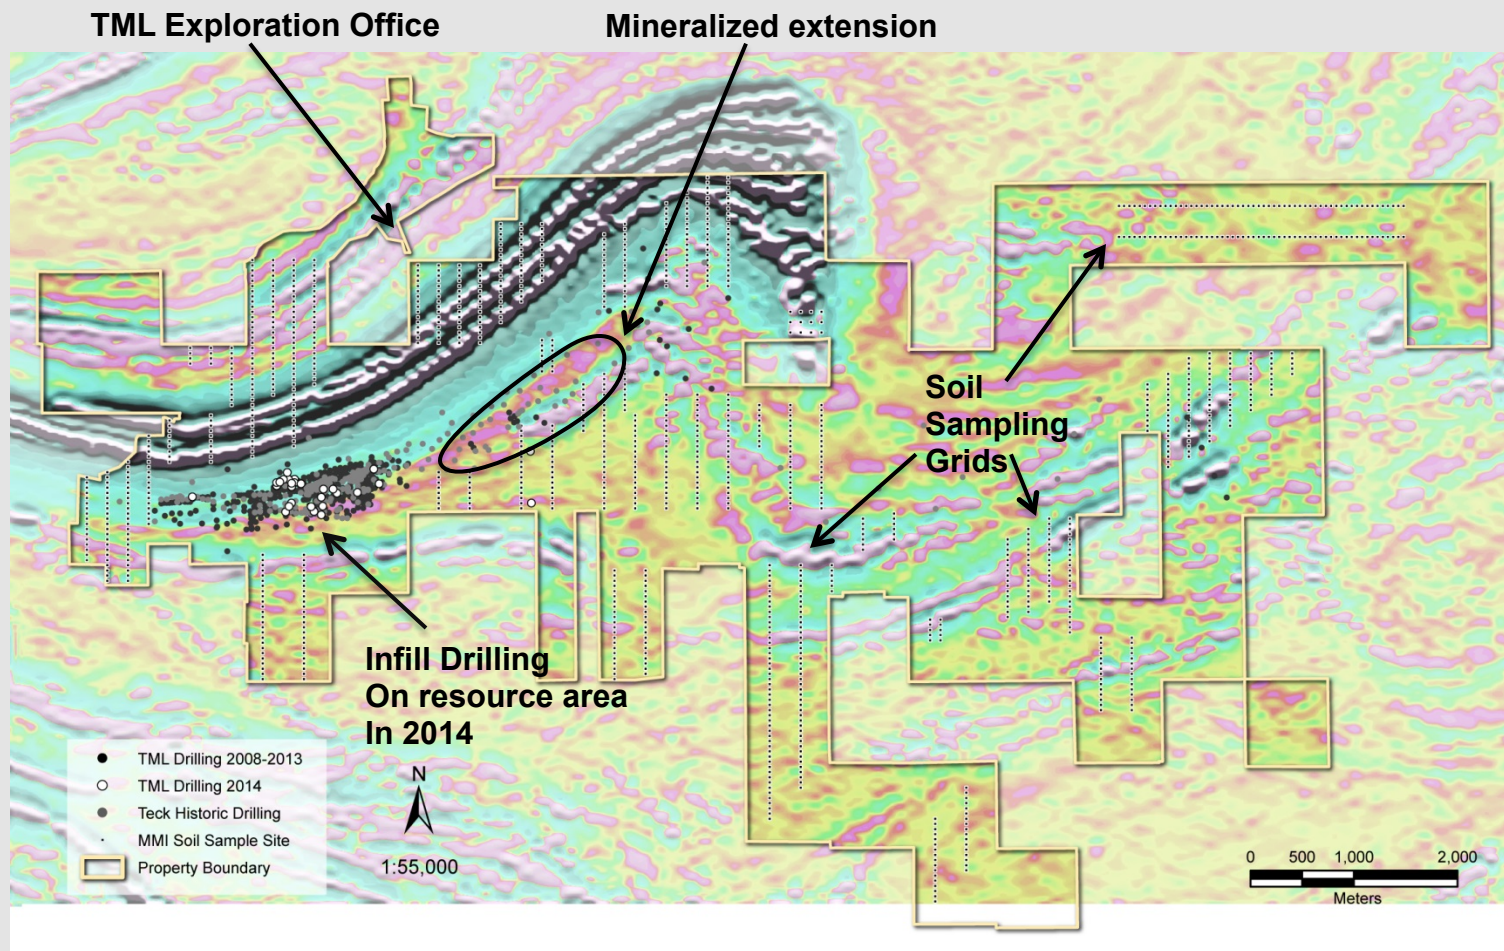 TML Exploration Office
Mineralized extension
Soil
Sampling
Grids
Infill Drilling
On resource area
In 2014
TML Drilling 2008-2013
TML Drilling 2014
Teck Historic Drilling
MMI Soil Sample Site
Property Boundary
N
1:55,000
0 500 1,000 2,000
Meters